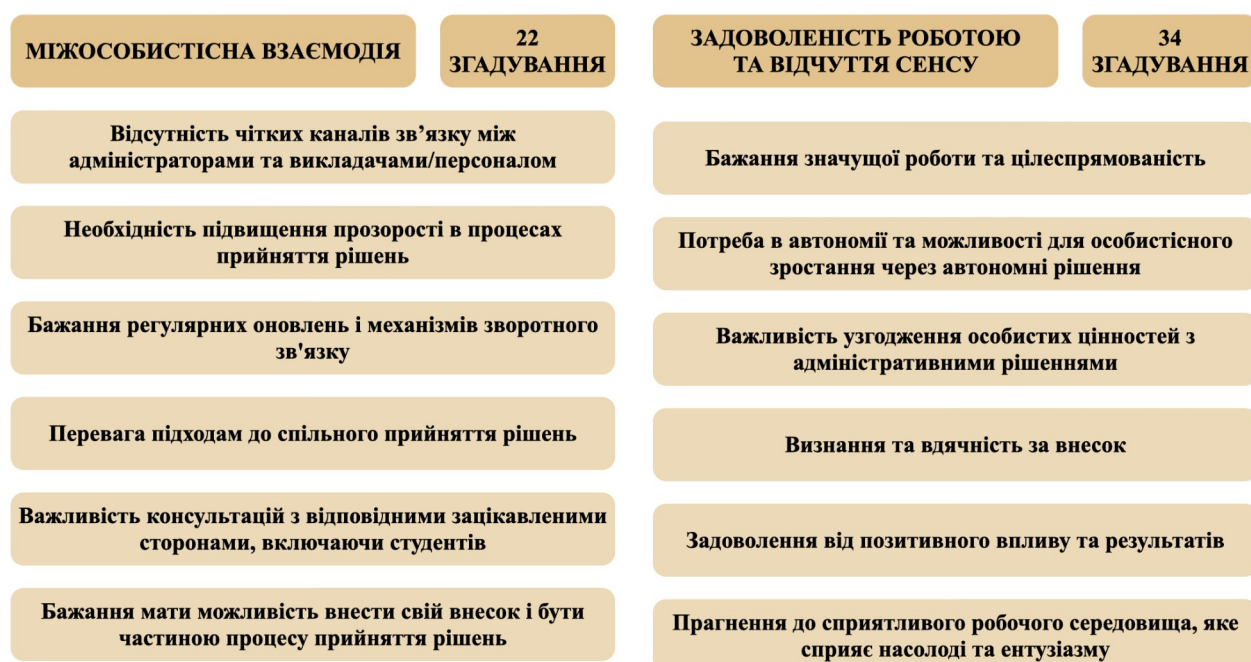 МІЖОСОБИСТІСНА ВЗАЄМОДІЯ
22
ЗГАДУВАННЯ
Відсутність чітких каналів зв’язку між
адміністраторами та викладачами/персоналом
Необхідність підвищення прозорості в процесах
прийняття рішень
Бажання регулярних оновлень і механізмів зворотного
зв'язку
Перевага підходам до спільного прийняття рішень
Важливість консультацій з відповідними зацікавленими
сторонами, включаючи студентів
Бажання мати можливість внести свій внесок і бути
частиною процесу прийняття рішень
ЗАДОВОЛЕНІСТЬ РОБОТОЮ
ТА ВІДЧУТТЯ СЕНСУ
34
ЗГАДУВАННЯ
Бажання значущої роботи та цілеспрямованість
Потреба в автономії та можливості для особистісного
зростання через автономні рішення
Важливість узгодження особистих цінностей з
адміністративними рішеннями
Визнання та вдячність за внесок
Задоволення від позитивного впливу та результатів
Прагнення до сприятливого робочого середовища, яке
сприяє насолоді та ентузіазму